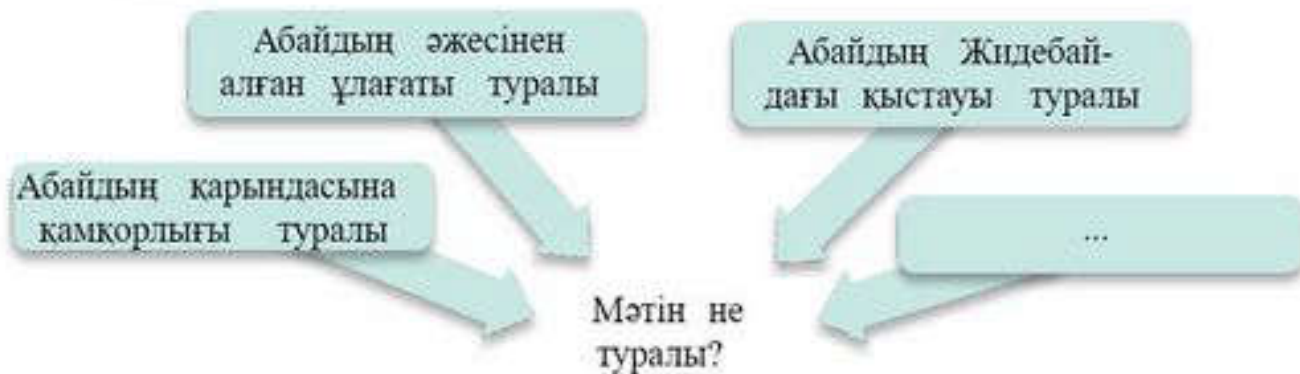 Абайдың әжесінен
алған ұлағаты туралы
Абайдың Жидебай-
дағы қыстауы туралы
Абайдың қарындасына
қамқорлығы туралы
...
Мәтін не
туралы?